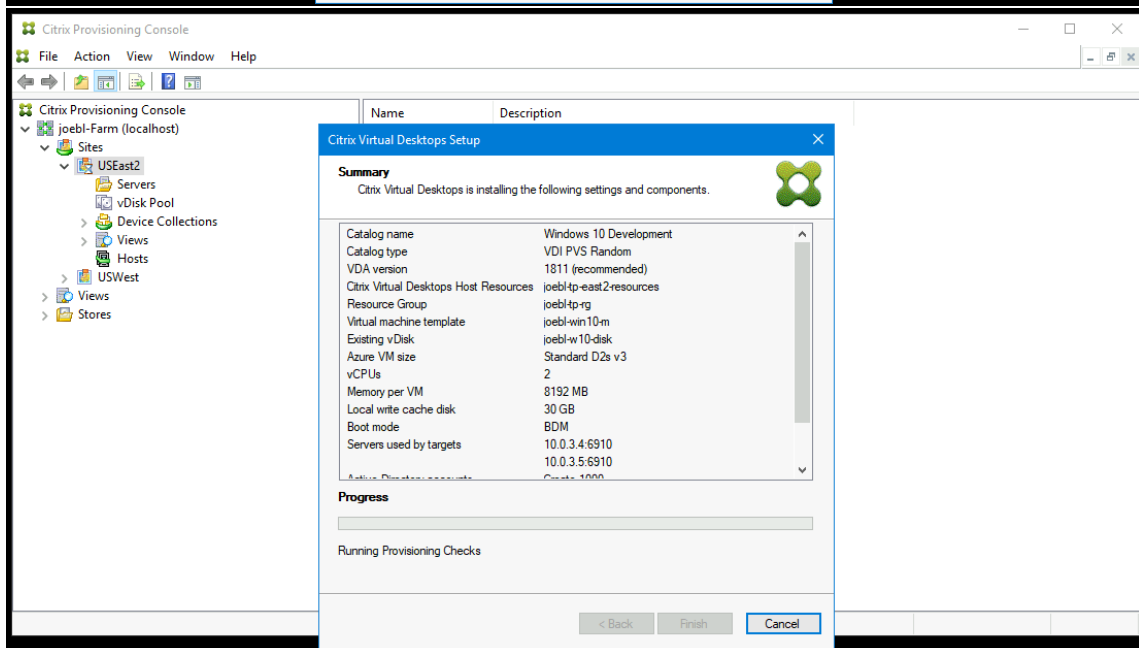 Citrix Provisioning Console
File Action View Window Help
Citrix Provisioning Console
joebl-Farm (localhost)
Sites
USEast2
Servers
vDisk Pool
Device Collections
Views
Hosts
USWest
Views
Stores
Name Description
Citrix Virtual Desktops Setup
Summary
Citrix Virtual Desktops is installing the following settings and components.
Catalog name Windows 10 Development
Catalog type VDI PVS Random
VDA version 1811 (recommended)
Citrix Virtual Desktops Host Resources joebl-tp-east2-resources
Resource Group joebl-tp-rg
Virtual machine template joebl-win10-m
Existing vDisk joebl-w10-disk
Azure VM size Standard D2s v3
vCPUs 2
Memory per VM 8192 MB
Local write cache disk 30 GB
Boot mode BDM
Servers used by targets 10.0.3.4:6910
10.0.3.5:6910
Active Directory accounts Create 1000
Progress
Running Provisioning Checks
< Back Finish Cancel